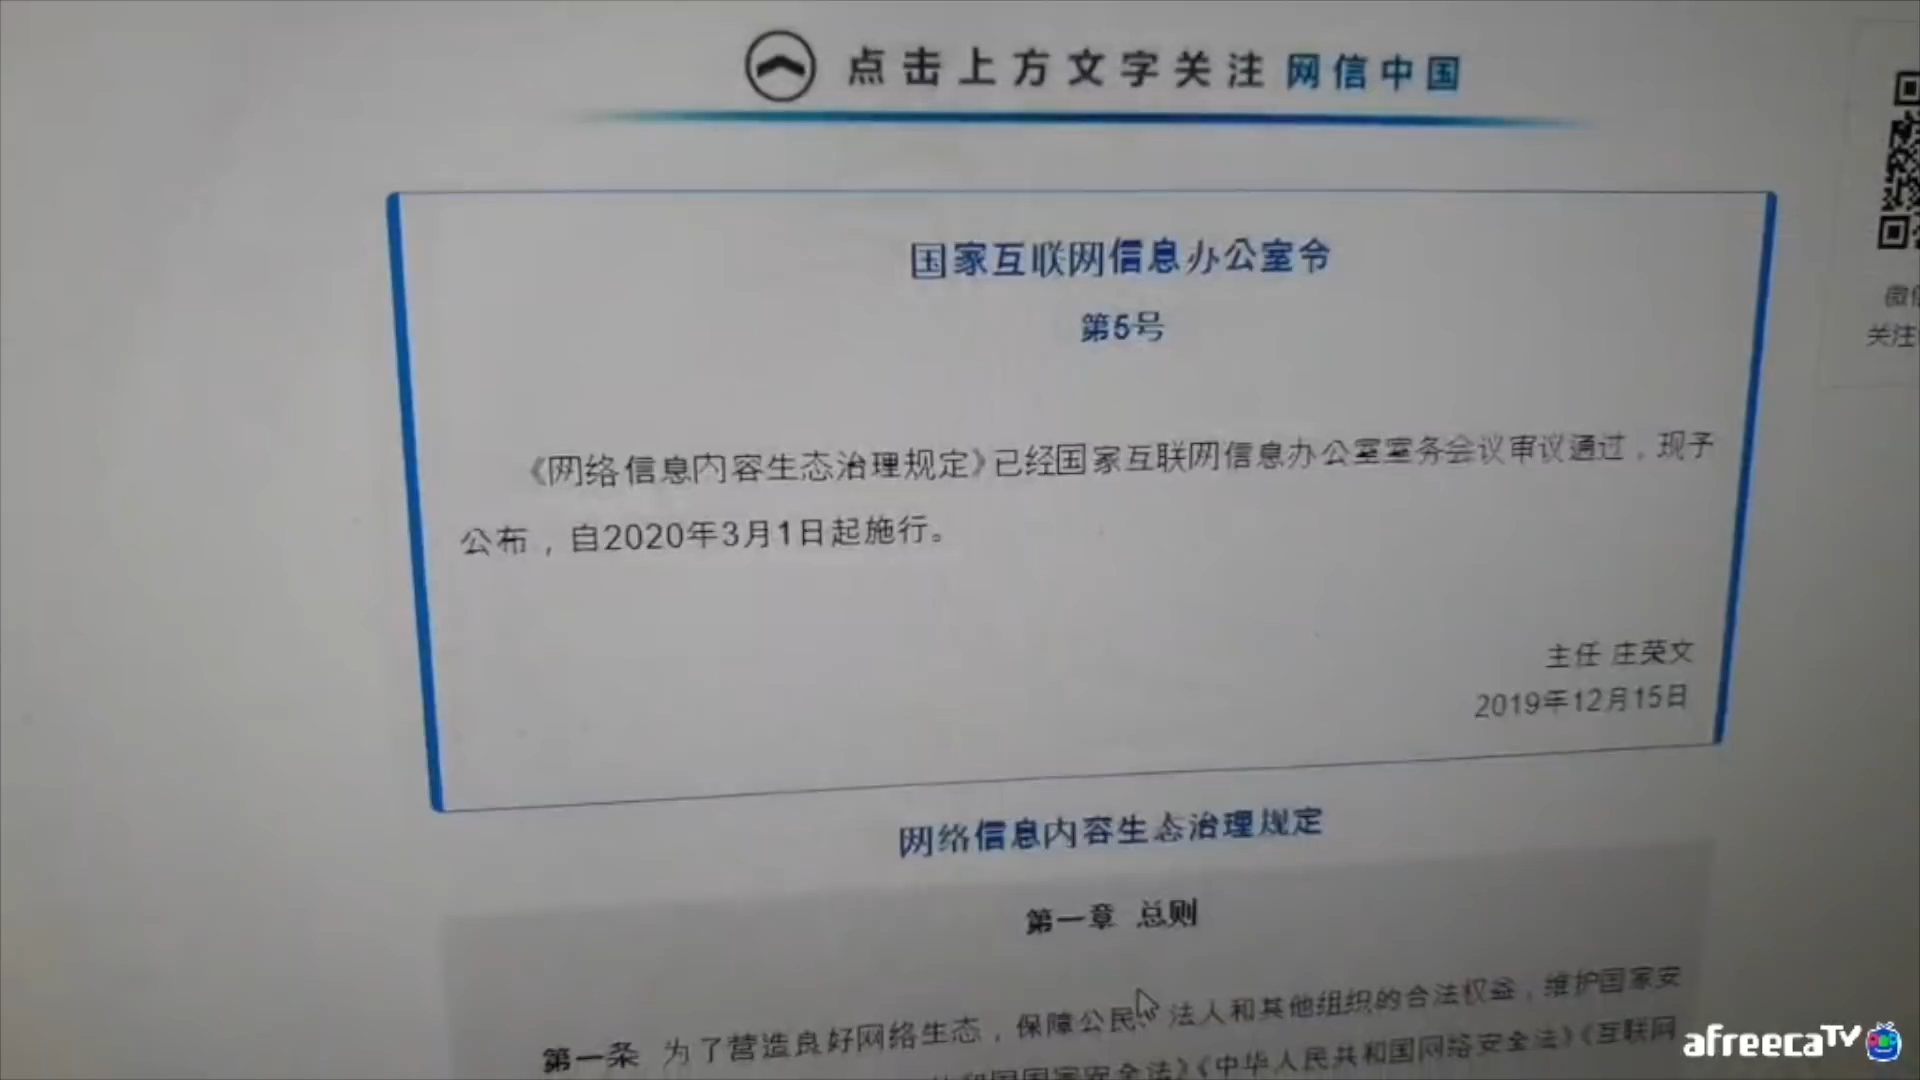 点击上方文字关注 网信中国
国家互联网信息办公室令
第5号
《网络信息内容生态治理规定》已经国家互联网信息办公室室务会议审议通过，现予
公布，自2020年3月1日起施行。
主任 庄荣文
2019年12月15日
关注
网络信息内容生态治理规定
第一章 总则
第一条 为了营造良好网络生态，保障公民、法人和其他组织的合法权益，维护国家安
和国国家安全法》《中华人民共和国网络安全法》《互联网
afreecaTV